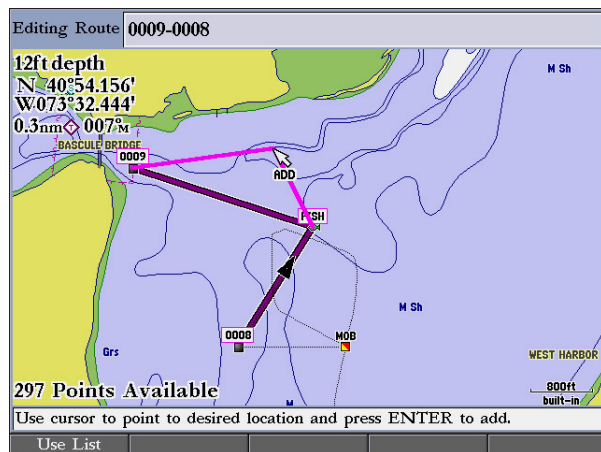 Editing Route 0009-0008
12ft depth
N 40°54.156'
W073°32.444'
0.3nm 007°M
M Sh
BASCULE BRIDGE
0009
ADD
FISH
M Sh
0008
MOB
Grs
WEST HARBOR
297 Points Available
800ft
M
built-in
Use cursor to point to desired location and press ENTER to add.
Use List